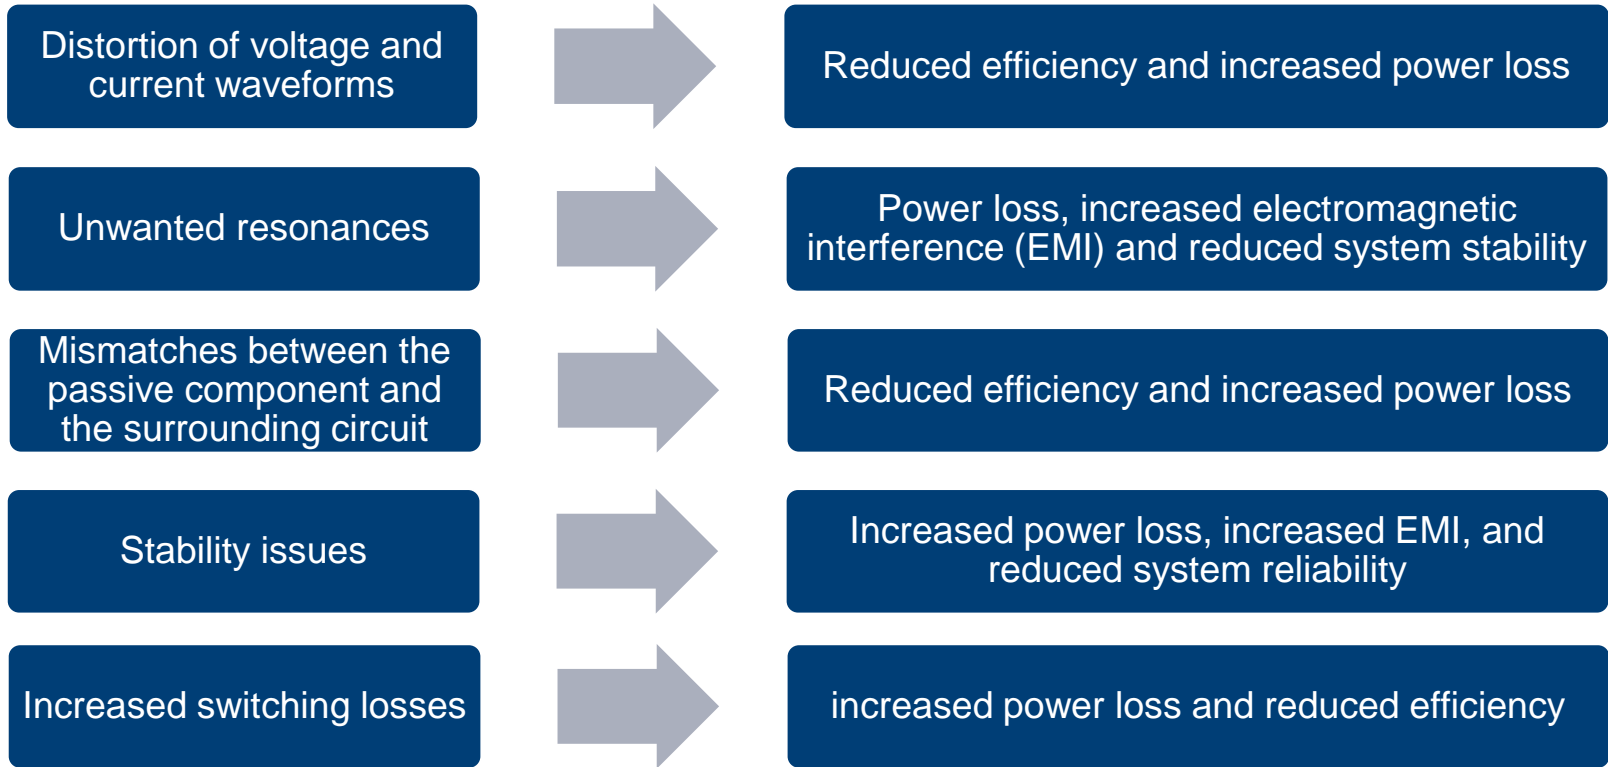 Distortion of voltage and
current waveforms
Reduced efficiency and increased power loss
Unwanted resonances
Power loss, increased electromagnetic
interference (EMI) and reduced system stability
Mismatches between the
passive component and
the surrounding circuit
Reduced efficiency and increased power loss
Stability issues
Increased power loss, increased EMI, and
reduced system reliability
Increased switching losses
increased power loss and reduced efficiency